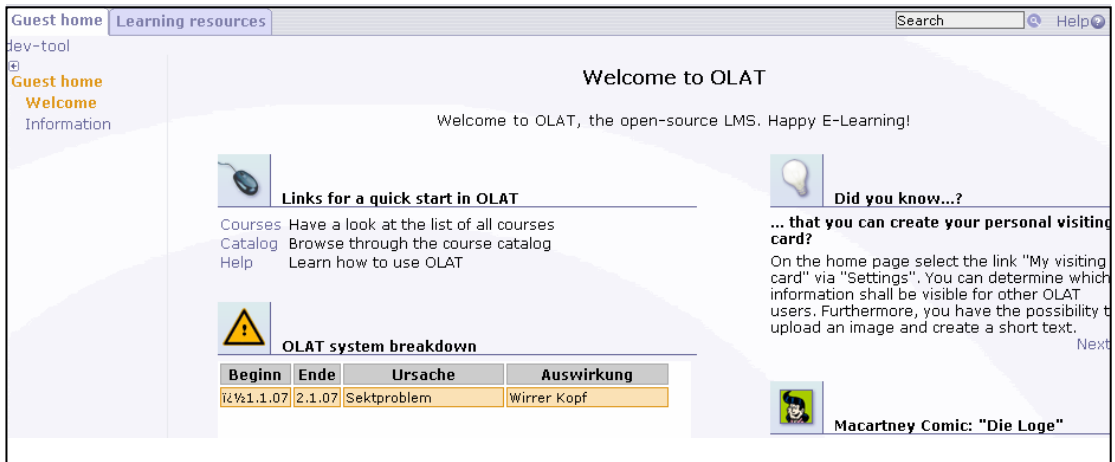 Guest home Learning resources Search Help
dev-tool
Guest home
Welcome
Information
Welcome to OLAT
Welcome to OLAT, the open-source LMS. Happy E-Learning!
Links for a quick start in OLAT
Courses Have a look at the list of all courses
Catalog Browse through the course catalog
Help Learn how to use OLAT
OLAT system breakdown
Beginn Ende Ursache Auswirkung
ï¿½1.1.07 2.1.07 Sektproblem Wirrer Kopf
Did you know...?
... that you can create your personal visiting
card?
On the home page select the link "My visiting
card" via "Settings". You can determine which
information shall be visible for other OLAT
users. Furthermore, you have the possibility t
upload an image and create a short text.
Next
Macartney Comic: "Die Loge"